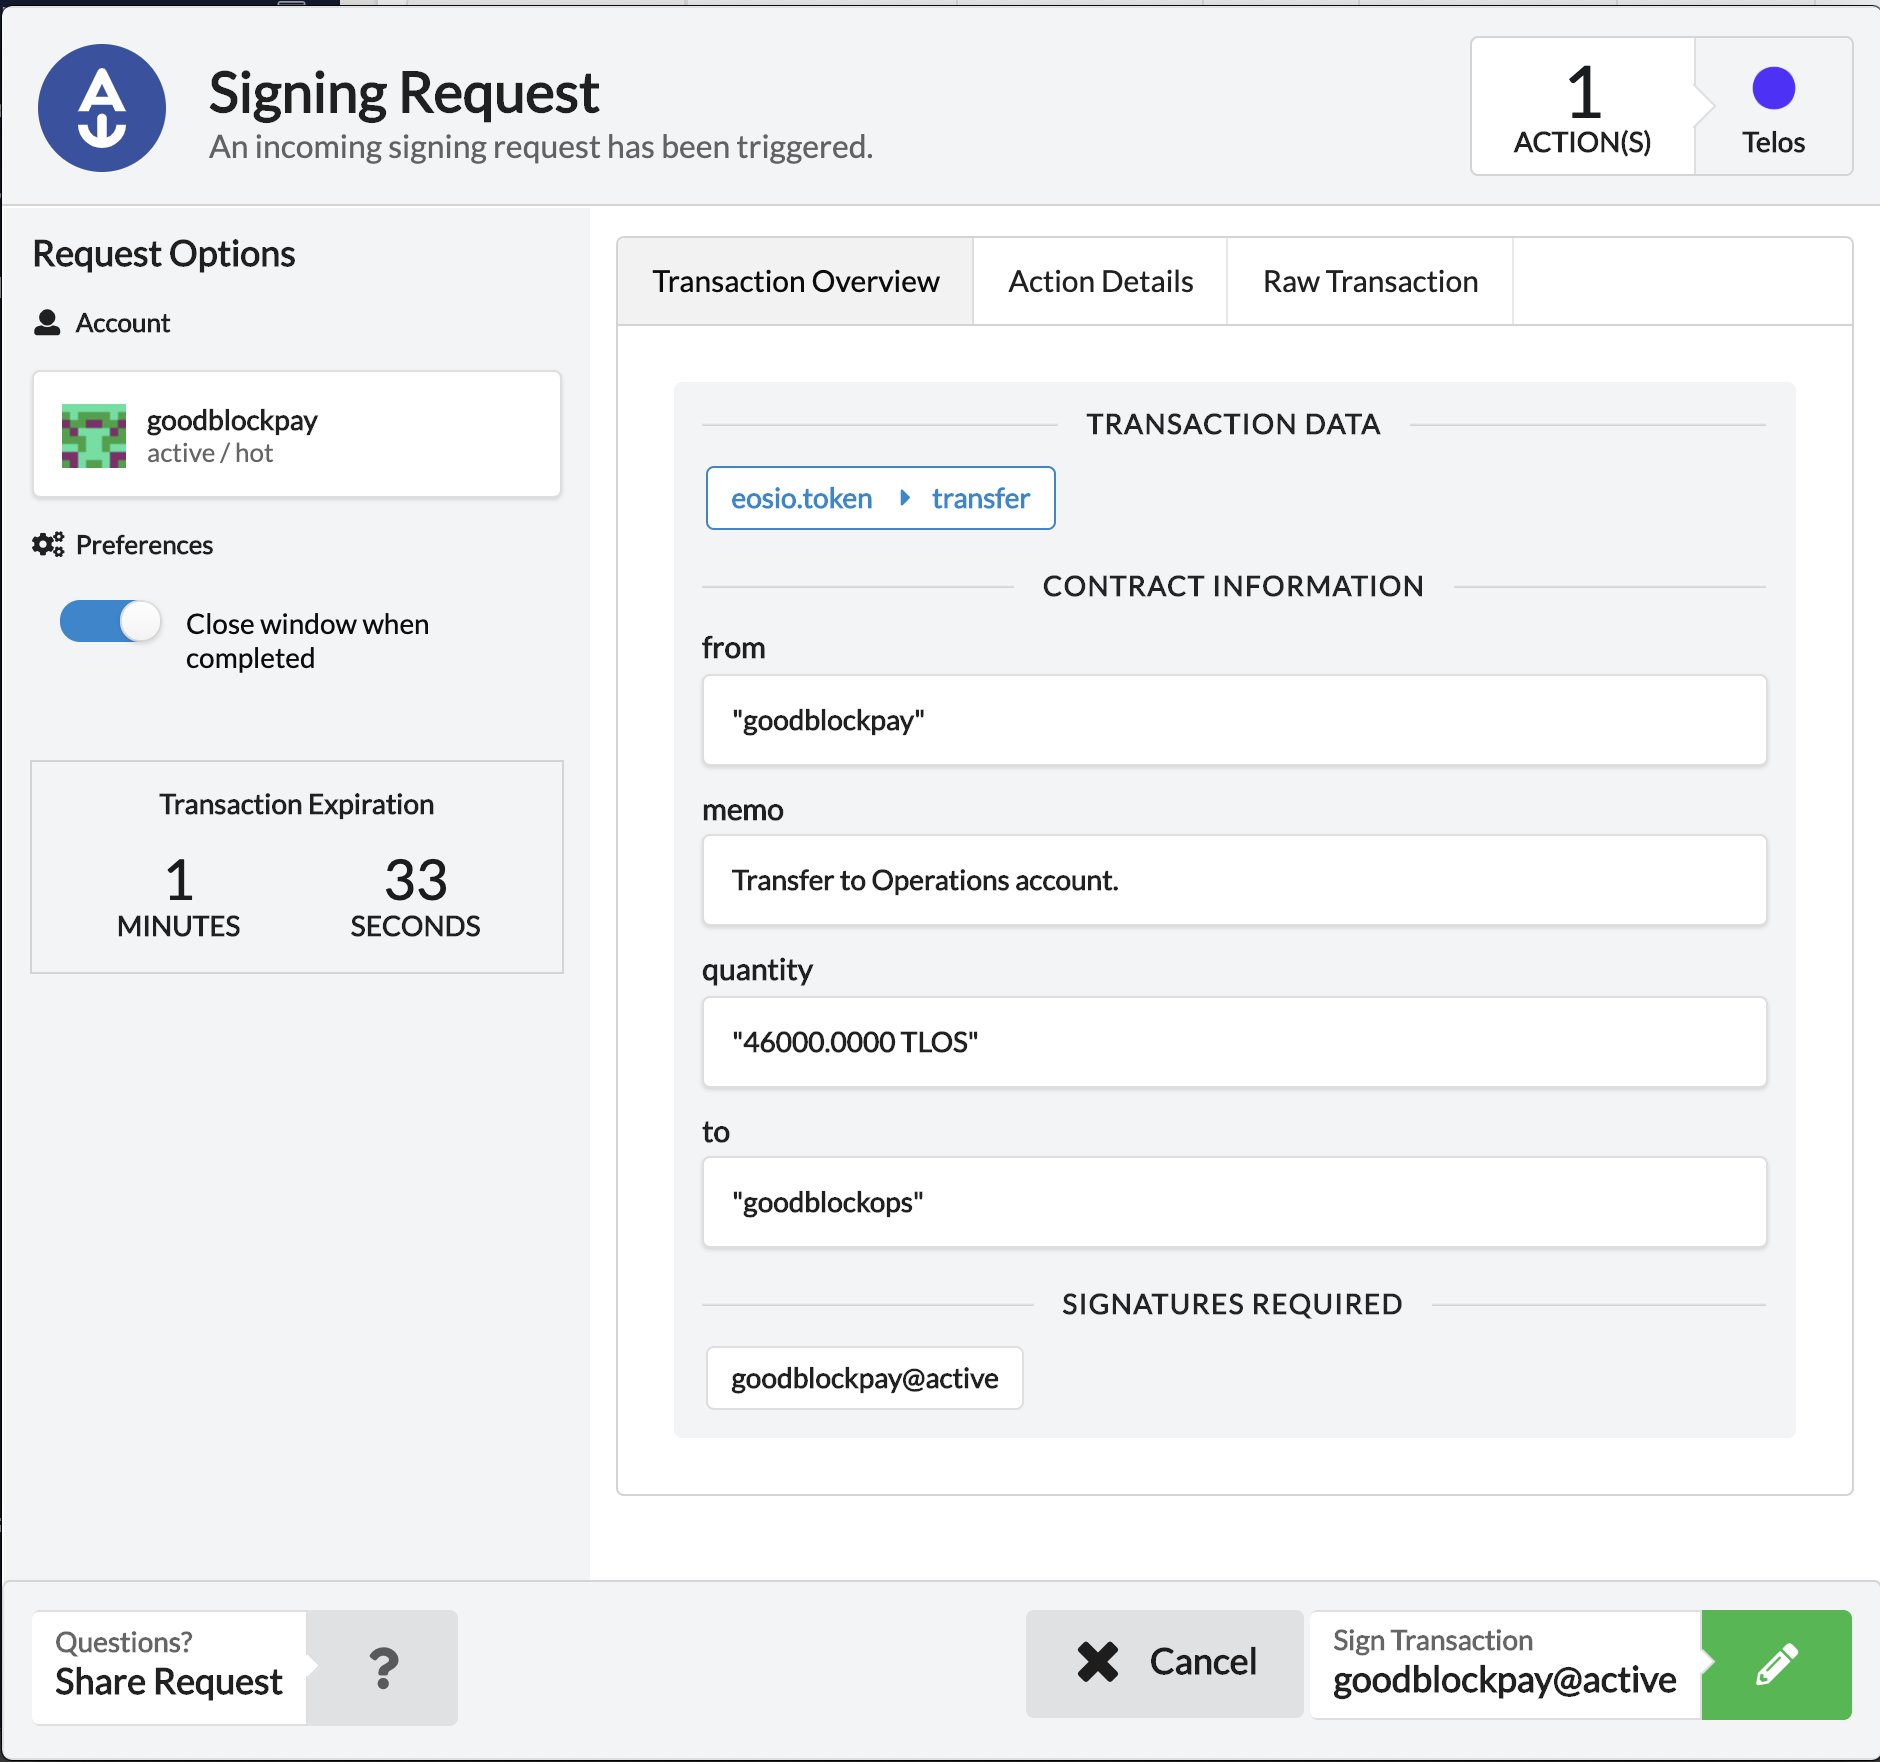 Signing Request
An incoming signing request has been triggered.
1
ACTION(S)
Telos
Request Options
Account
goodblockpay
active / hot
Preferences
Close window when
completed
Transaction Expiration
1
MINUTES
33
SECONDS
Transaction Overview
Action Details
Raw Transaction
TRANSACTION DATA
eosio.token transfer
CONTRACT INFORMATION
from
"goodblockpay"
memo
Transfer to Operations account.
quantity
"46000.0000 TLOS"
to
"goodblockops"
SIGNATURES REQUIRED
goodblockpay@active
Questions?
Share Request
?
Cancel
Sign Transaction
goodblockpay@active